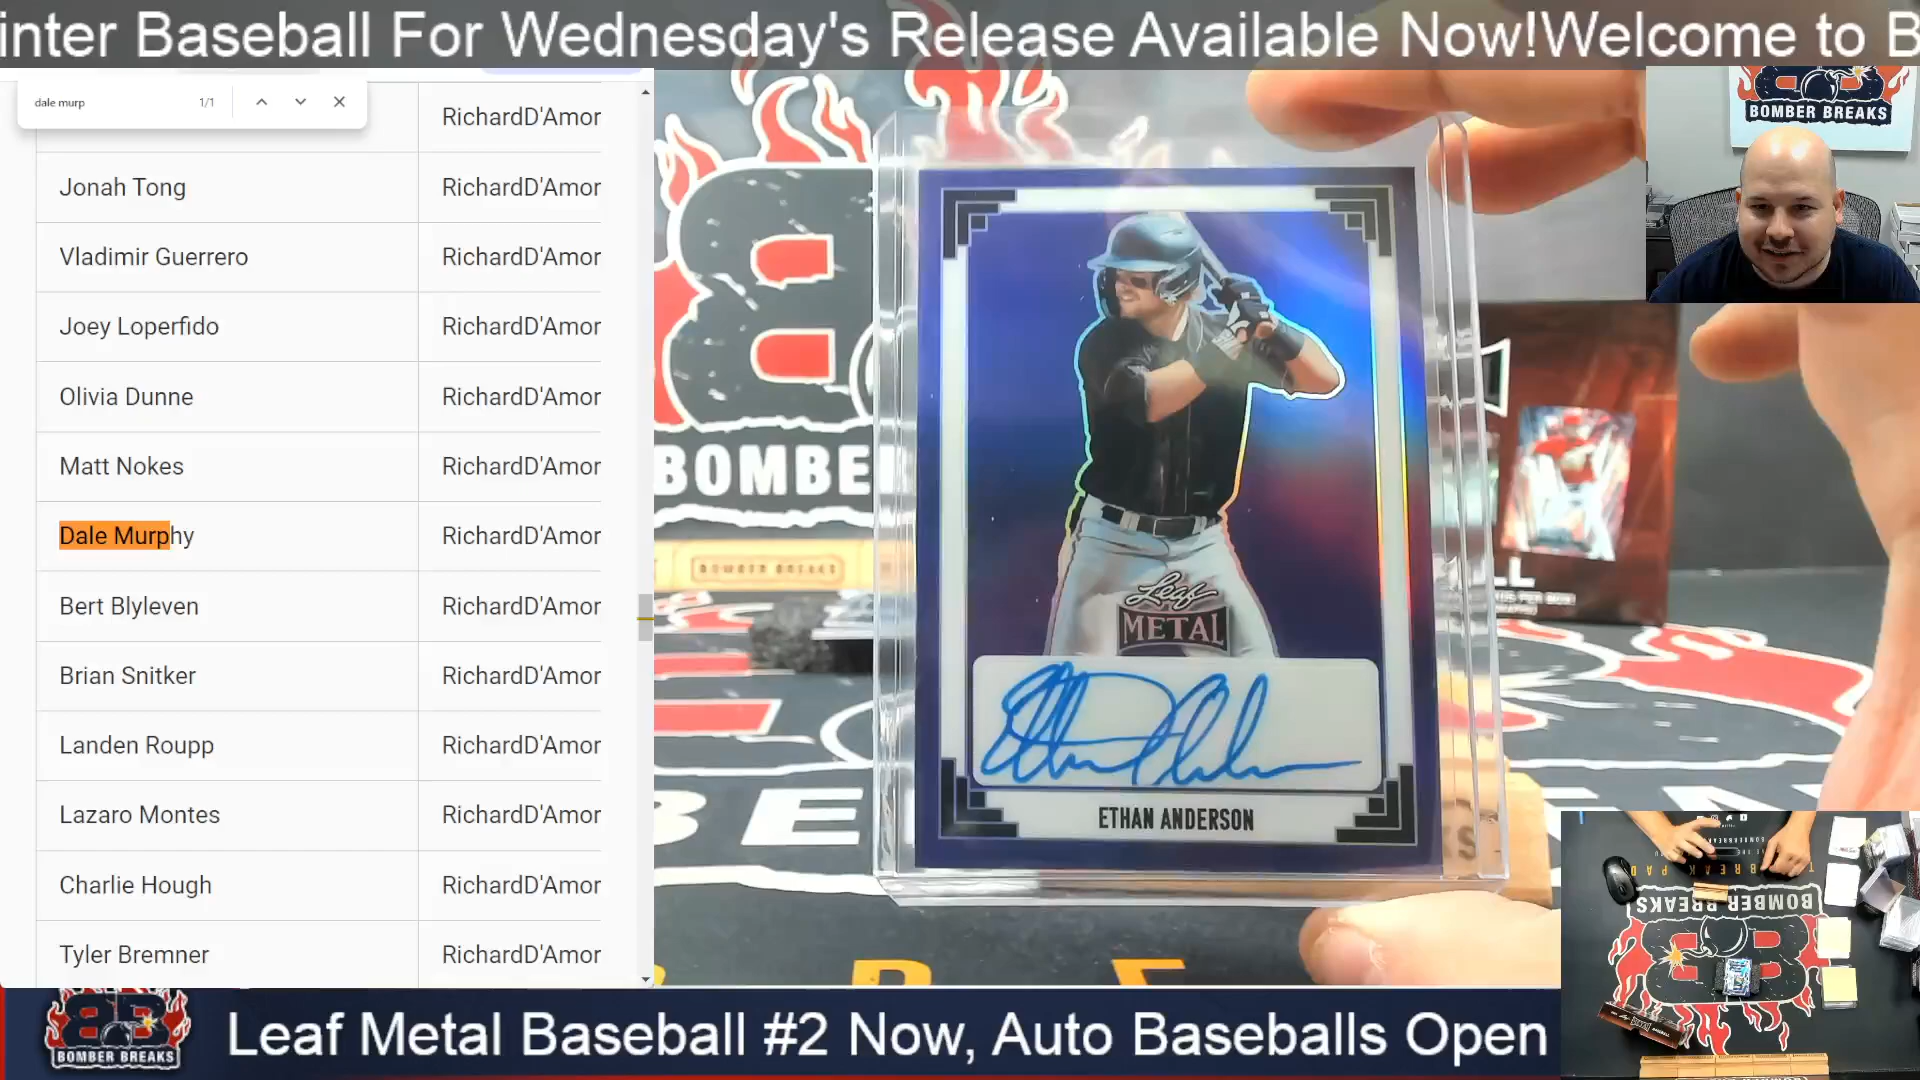 inter Baseball For Wednesday's Release Available Now!Welcome to B
dale murp
1/1
RichardD'Amor
Jonah Tong
RichardD'Amor
Vladimir Guerrero
RichardD'Amor
Joey Loperfido
RichardD'Amor
Olivia Dunne
RichardD'Amor
Matt Nokes
RichardD'Amor
Dale Murphy
RichardD'Amor
Bert Blyleven
RichardD'Amor
Brian Snitker
RichardD'Amor
Landen Roupp
RichardD'Amor
Lazaro Montes
RichardD'Amor
Charlie Hough
RichardD'Amor
Tyler Bremner
RichardD'Amor
BOMBE
BOMBER BREAKS
Leaf
METAL
ETHAN ANDERSON
BOMBER BREAKS
BOMBER BREAKS
BOMBER BREAKS
Leaf Metal Baseball #2 Now, Auto Baseballs Open